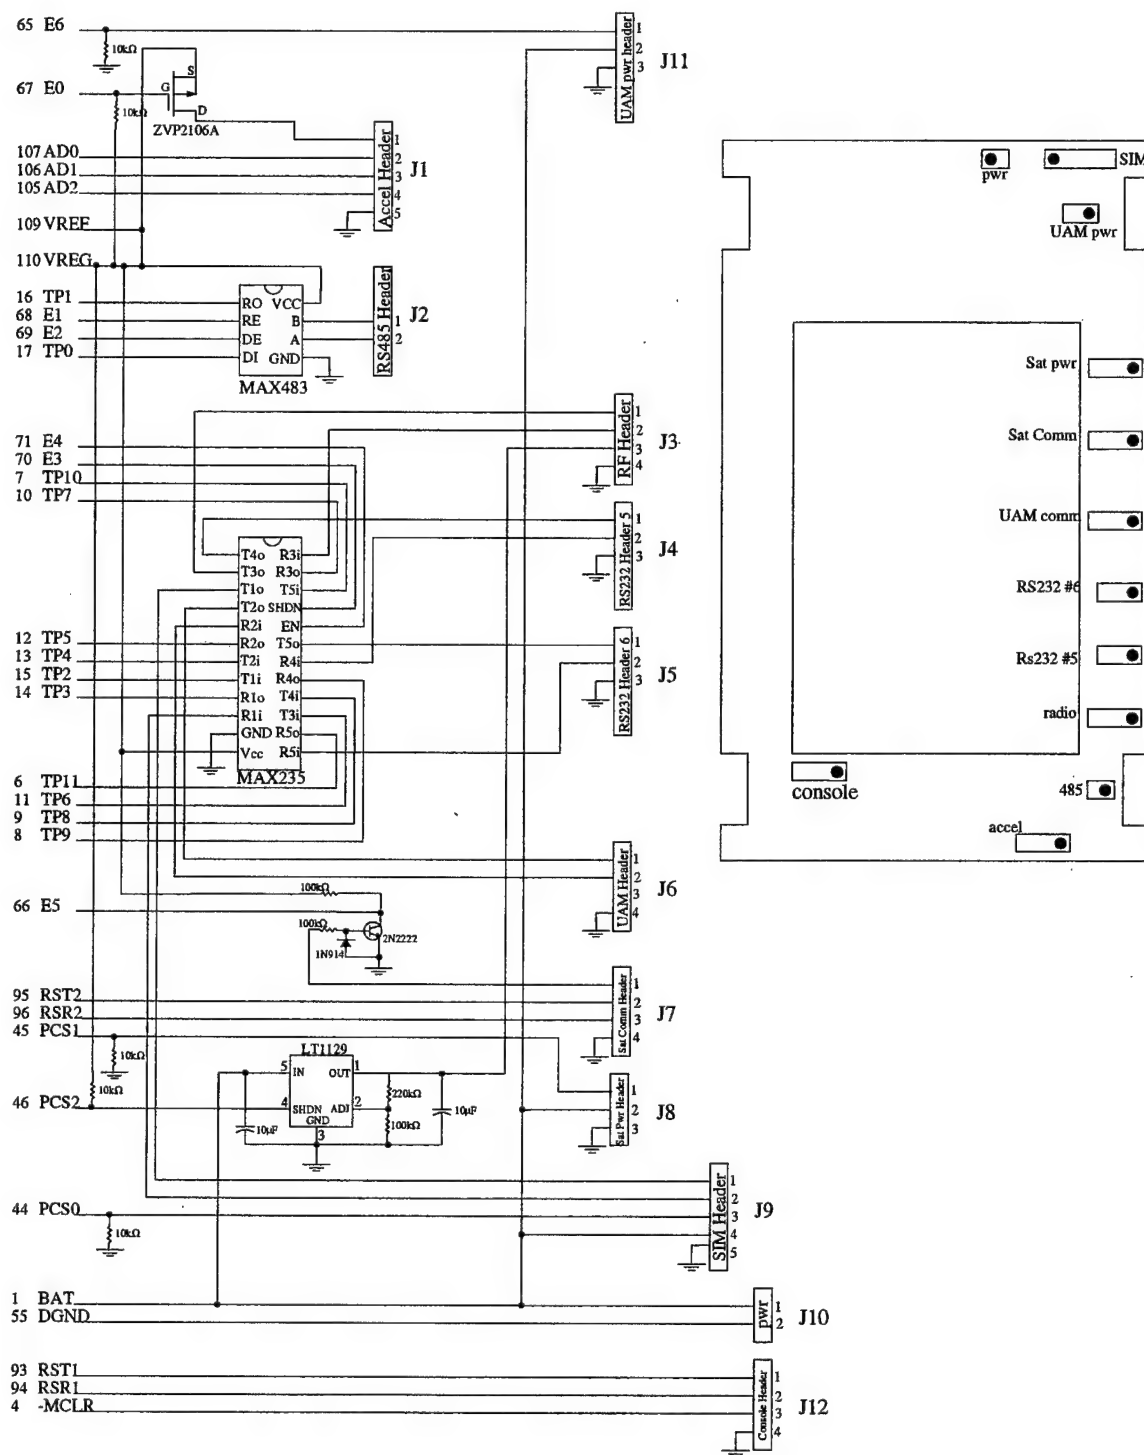 65 E6
10kΩ
UAM pwr header
1
2
3
J11
67 E0
G
S
D
10kΩ
ZVP2106A
107 AD0
106 AD1
105 AD2
Accel Header
1
2
3
4
5
J1
109 VREF
110 VREG
16 TP1
68 E1
69 E2
17 TP0
RO VCC
RE B
DE A
DI GND
MAX483
RS485 Header
1
2
J2
71 E4
70 E3
7 TP10
10 TP7
RF Header
1
2
3
4
J3
RS232 Header 5
1
2
3
J4
T4o R3i
T3o R3o
T1o T5i
T2o SHDN
R2i EN
R2o T5o
T2i R4i
T1i R4o
R1o T4i
R1i T3i
GND R5o
Vcc R5i
MAX235
12 TP5
13 TP4
15 TP2
14 TP3
RS232 Header 6
1
2
3
J5
6 TP11
11 TP6
9 TP8
8 TP9
UAM Header
1
2
3
4
J6
100kΩ
66 E5
100kΩ
2N2222
1N914
95 RST2
96 RSR2
45 PCS1
Sat Comm Header
1
2
3
4
J7
10kΩ
10kΩ
46 PCS2
LT1129
5 IN OUT 1
4 SHDN ADJ 2
GND
3
10µF
220kΩ
100kΩ
10µF
Sat Pwr Header
1
2
3
J8
44 PCS0
10kΩ
SIM Header
1
2
3
4
5
J9
1 BAT
55 DGND
pwr
1
2
J10
93 RST1
94 RSR1
4 -MCLR
Console Header
1
2
3
4
J12
pwr
SIM
UAM pwr
Sat pwr
Sat Comm
UAM comm
RS232 #6
Rs232 #5
radio
console
485
accel